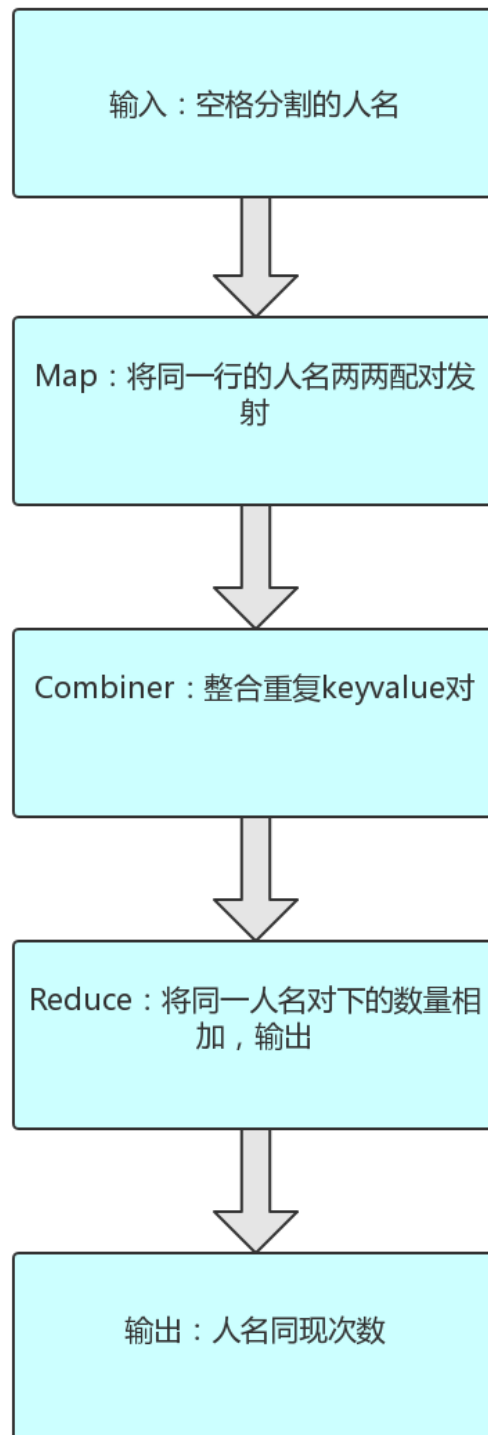 输入：空格分割的人名
Map：将同一行的人名两两配对发
射
Combiner：整合重复keyvalue对
Reduce：将同一人名对下的数量相
加，输出
输出：人名同现次数